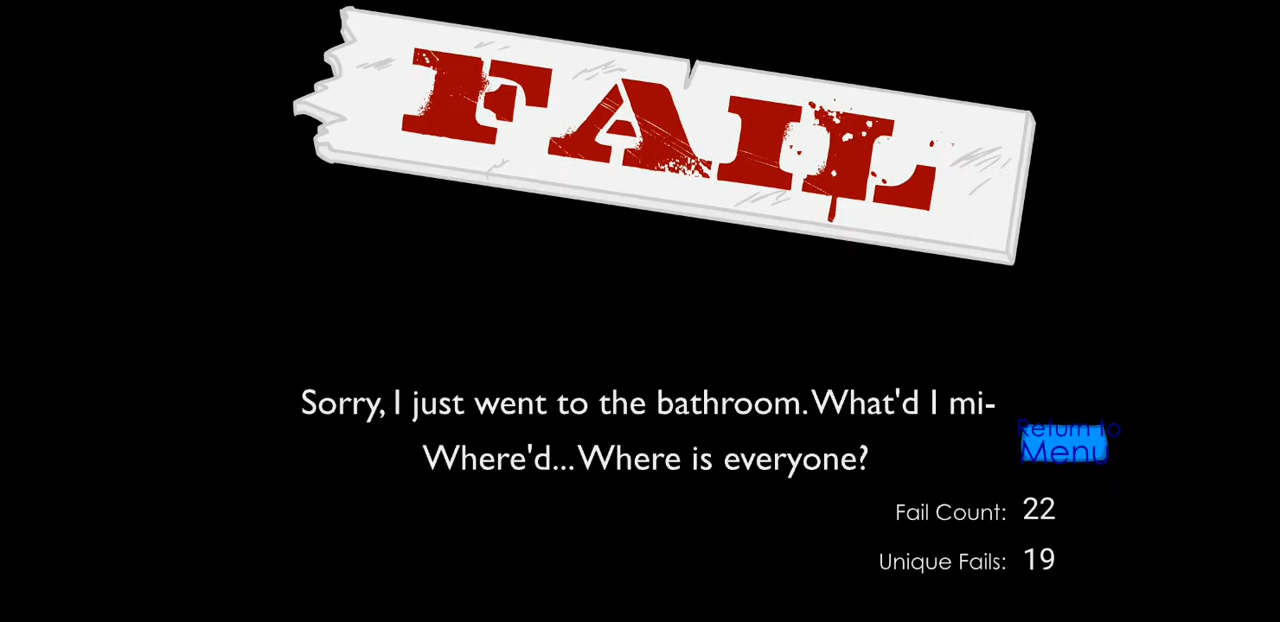 FAIL
Sorry, I just went to the bathroom. What'd I mi-
Where'd... Where is everyone?
Return to
Menu
Fail Count: 22
Unique Fails: 19